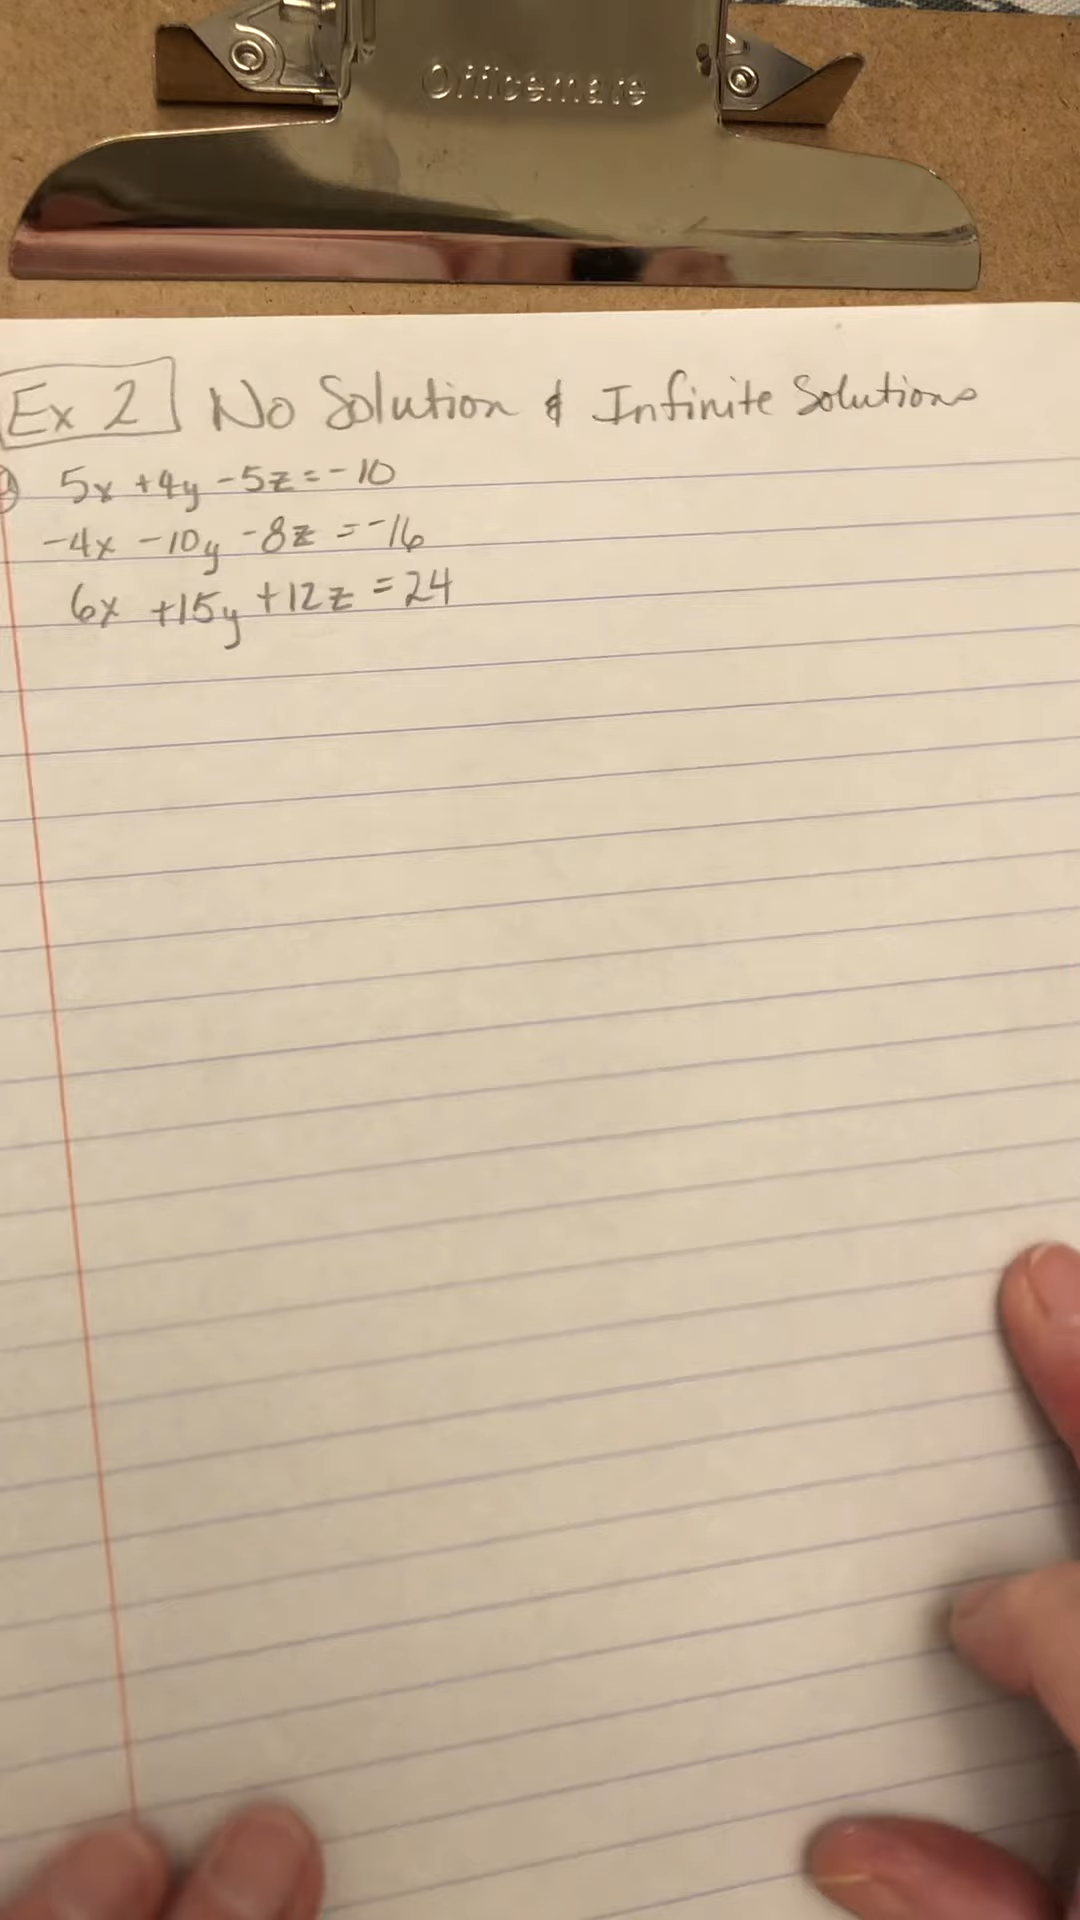 Officemate
Ex 2 No Solution & Infinite Solutions
5x +4y -5z = -10
-4x -10y -8z = -16
6x +15y +12z = 24